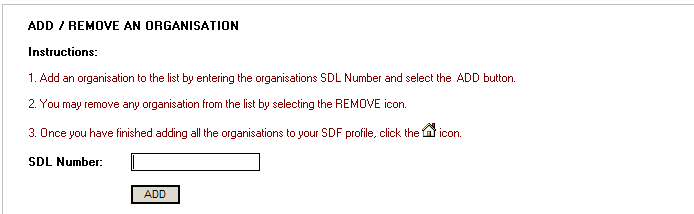 ADD / REMOVE AN ORGANISATION
Instructions:
1. Add an organisation to the list by entering the organisations SDL Number and select the ADD button.
2. You may remove any organisation from the list by selecting the REMOVE icon.
3. Once you have finished adding all the organisations to your SDF profile, click the icon.
SDL Number:
ADD